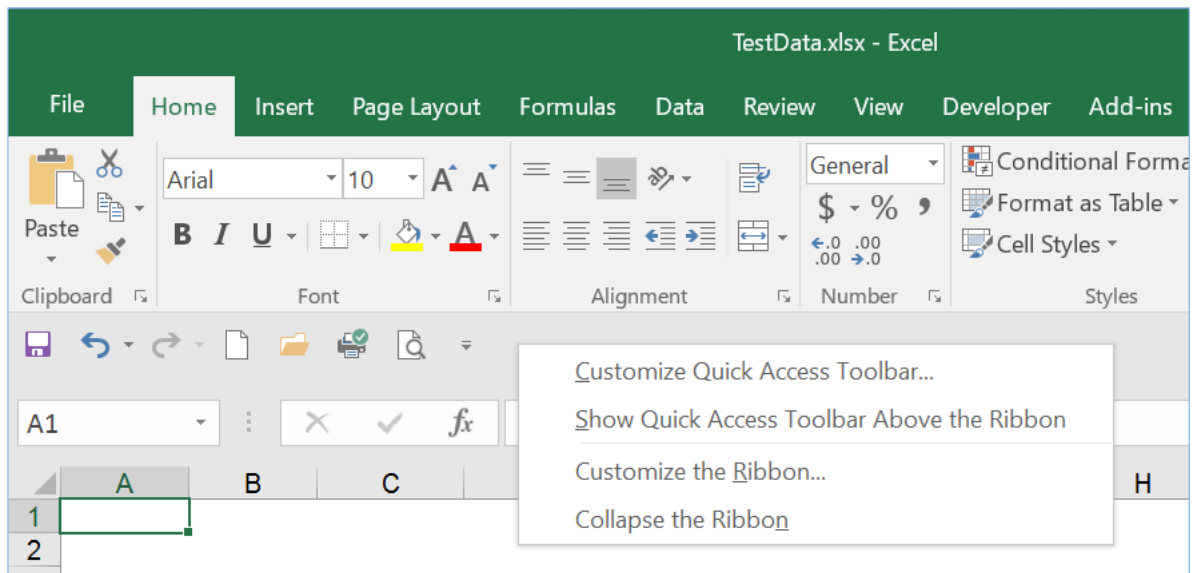 TestData.xlsx - Excel
File Home Insert Page Layout Formulas Data Review View Developer Add-ins
Arial 10 A A General Conditional Forma
Paste $ % , Format as Table
B I U A ←.0 .00 Cell Styles
.00 →.0
Clipboard Font Alignment Number Styles
Customize Quick Access Toolbar...
A1 fx Show Quick Access Toolbar Above the Ribbon
Customize the Ribbon...
A B C H
Collapse the Ribbon
1
2